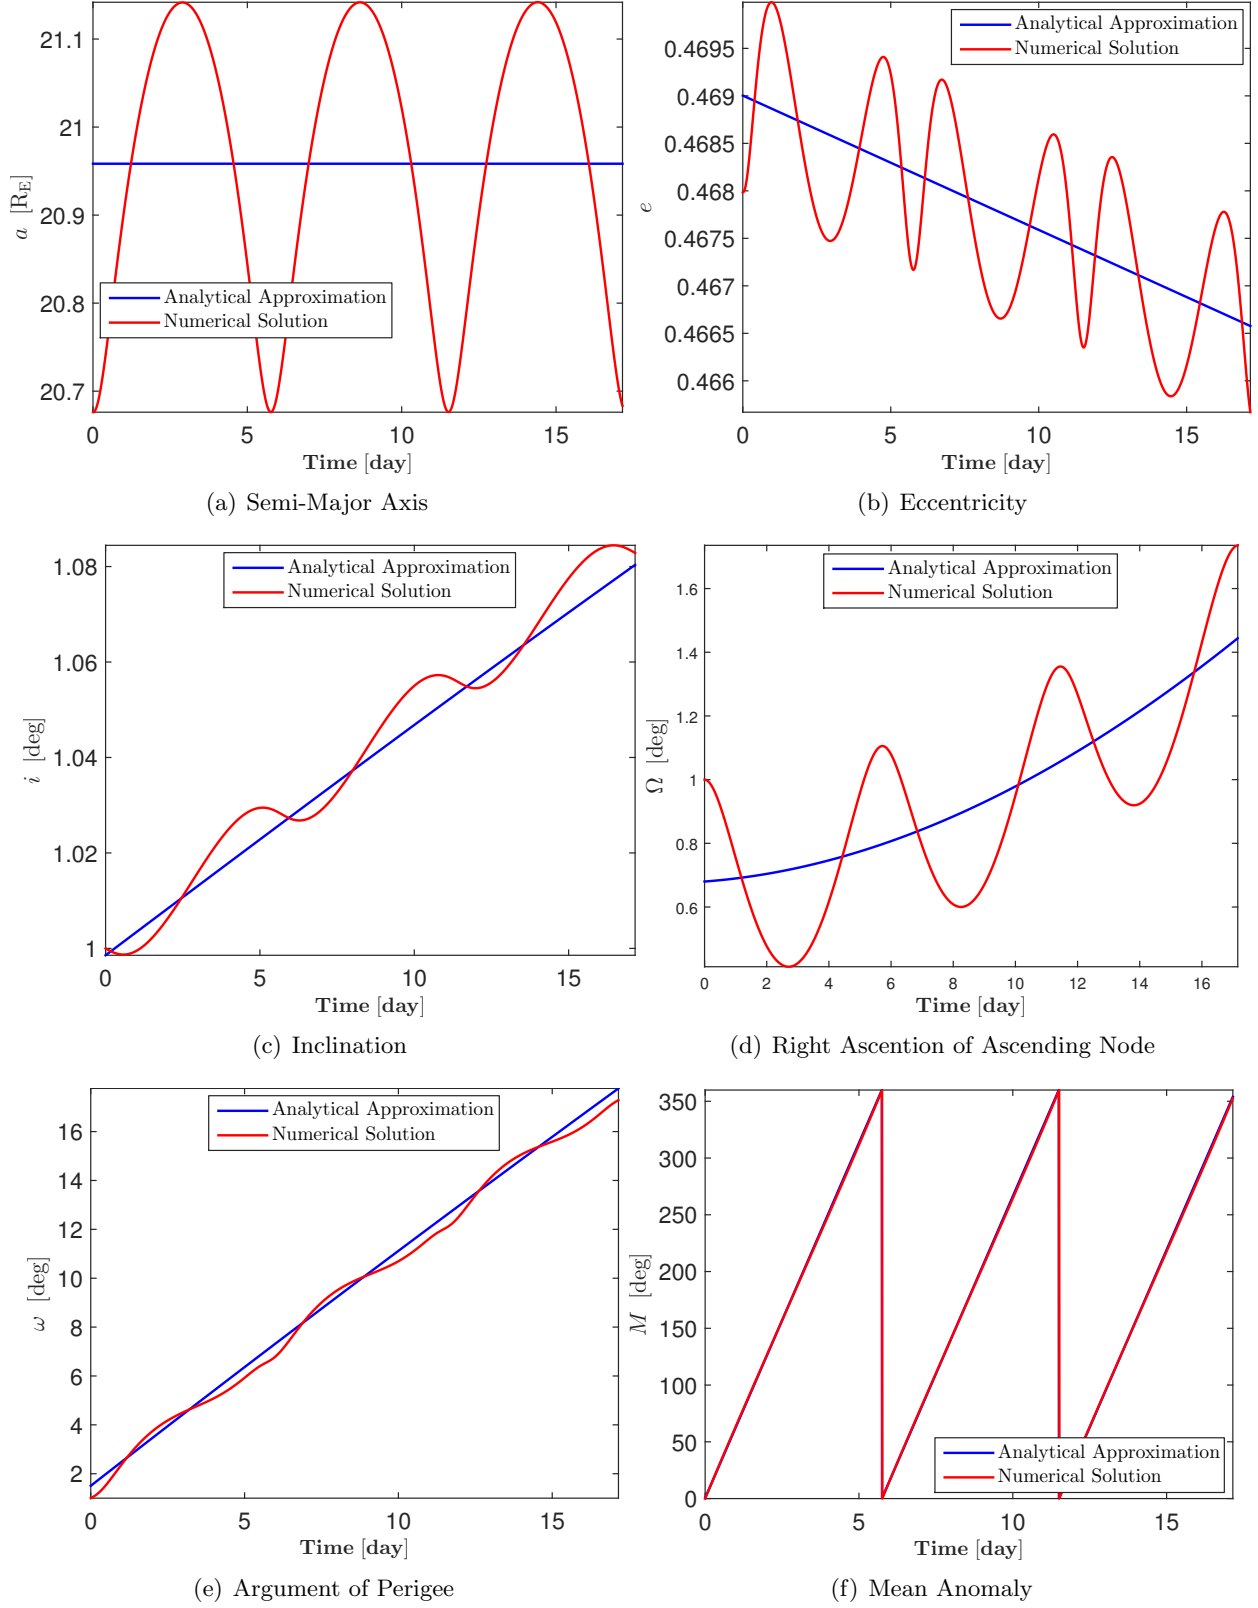 21.1
21
20.9
20.8
20.7
a [R_E]
Analytical Approximation
Numerical Solution
0 5 10 15
Time [day]
(a) Semi-Major Axis
0.4695
0.469
0.4685
0.468
0.4675
0.467
0.4665
0.466
e
Analytical Approximation
Numerical Solution
0 5 10 15
Time [day]
(b) Eccentricity
1.08
1.06
1.04
1.02
1
i [deg]
Analytical Approximation
Numerical Solution
0 5 10 15
Time [day]
(c) Inclination
1.6
1.4
1.2
1
0.8
0.6
Ω [deg]
Analytical Approximation
Numerical Solution
0 2 4 6 8 10 12 14 16
Time [day]
(d) Right Ascention of Ascending Node
16
14
12
10
8
6
4
2
ω [deg]
Analytical Approximation
Numerical Solution
0 5 10 15
Time [day]
(e) Argument of Perigee
350
300
250
200
150
100
50
0
M [deg]
Analytical Approximation
Numerical Solution
0 5 10 15
Time [day]
(f) Mean Anomaly